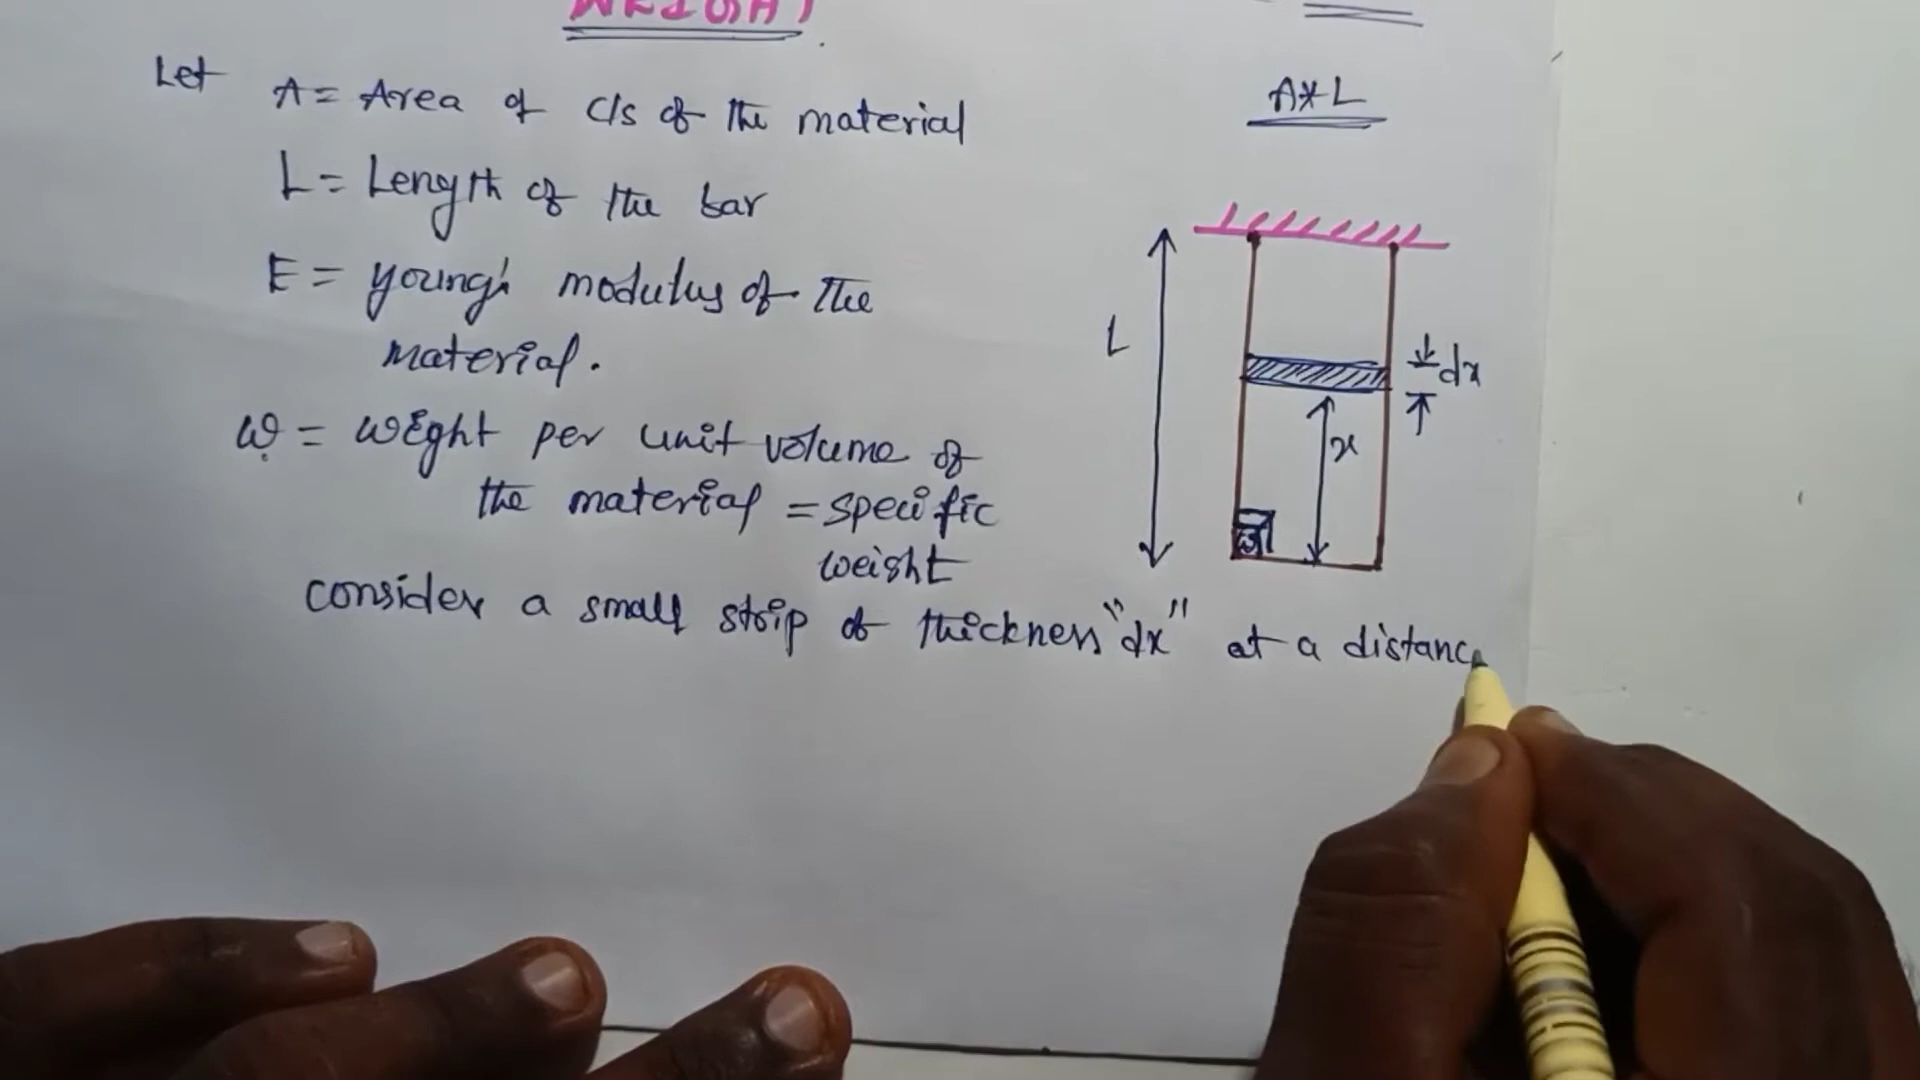 WEIGHT
Let
A = Area of C/s of the material
L = Length of the bar
E = young's modulus of the
material.
w = weight per unit volume of
the material = specific
weight
consider a small strip of thickness "dx" at a distanc
A*L
L
dx
x
w